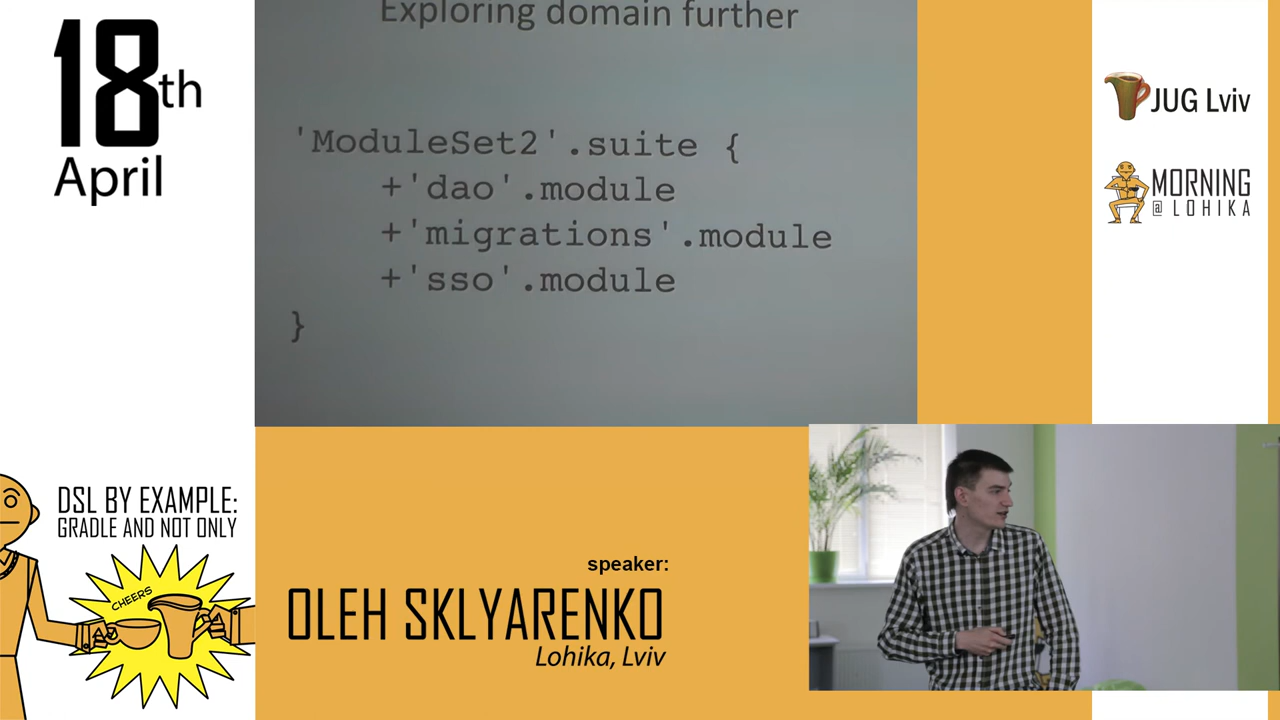 18th
April
Exploring domain further
'ModuleSet2'.suite {
+'dao'.module
+'migrations'.module
+'sso'.module
}
JUG Lviv
MORNING
@ LOHIKA
DSL BY EXAMPLE:
GRADLE AND NOT ONLY
CHEERS
speaker:
OLEH SKLYARENKO
Lohika, Lviv